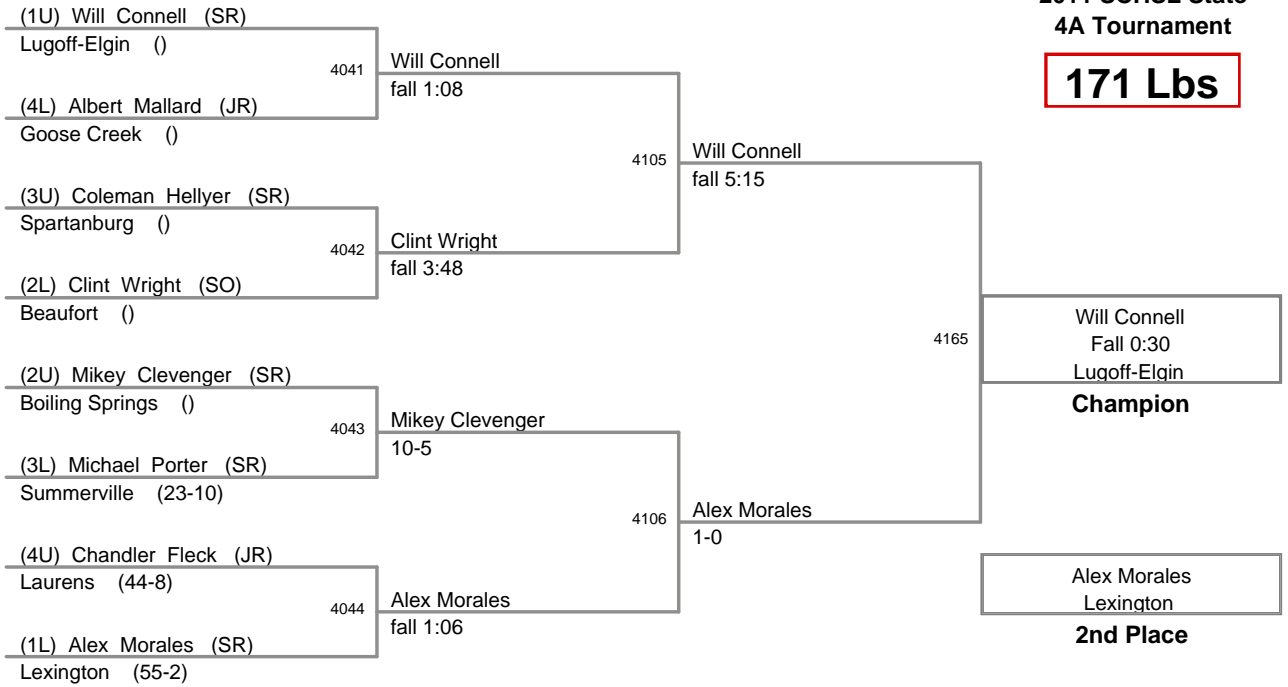 4A Tournament
171 Lbs
(1U) Will Connell (SR)
Lugoff-Elgin ()
4041
Will Connell
fall 1:08
(4L) Albert Mallard (JR)
Goose Creek ()
4105
Will Connell
fall 5:15
(3U) Coleman Hellyer (SR)
Spartanburg ()
4042
Clint Wright
fall 3:48
(2L) Clint Wright (SO)
Beaufort ()
4165
Will Connell
Fall 0:30
Lugoff-Elgin
Champion
(2U) Mikey Clevenger (SR)
Boiling Springs ()
4043
Mikey Clevenger
10-5
(3L) Michael Porter (SR)
Summerville (23-10)
4106
Alex Morales
1-0
(4U) Chandler Fleck (JR)
Laurens (44-8)
4044
Alex Morales
fall 1:06
(1L) Alex Morales (SR)
Lexington (55-2)
Alex Morales
Lexington
2nd Place